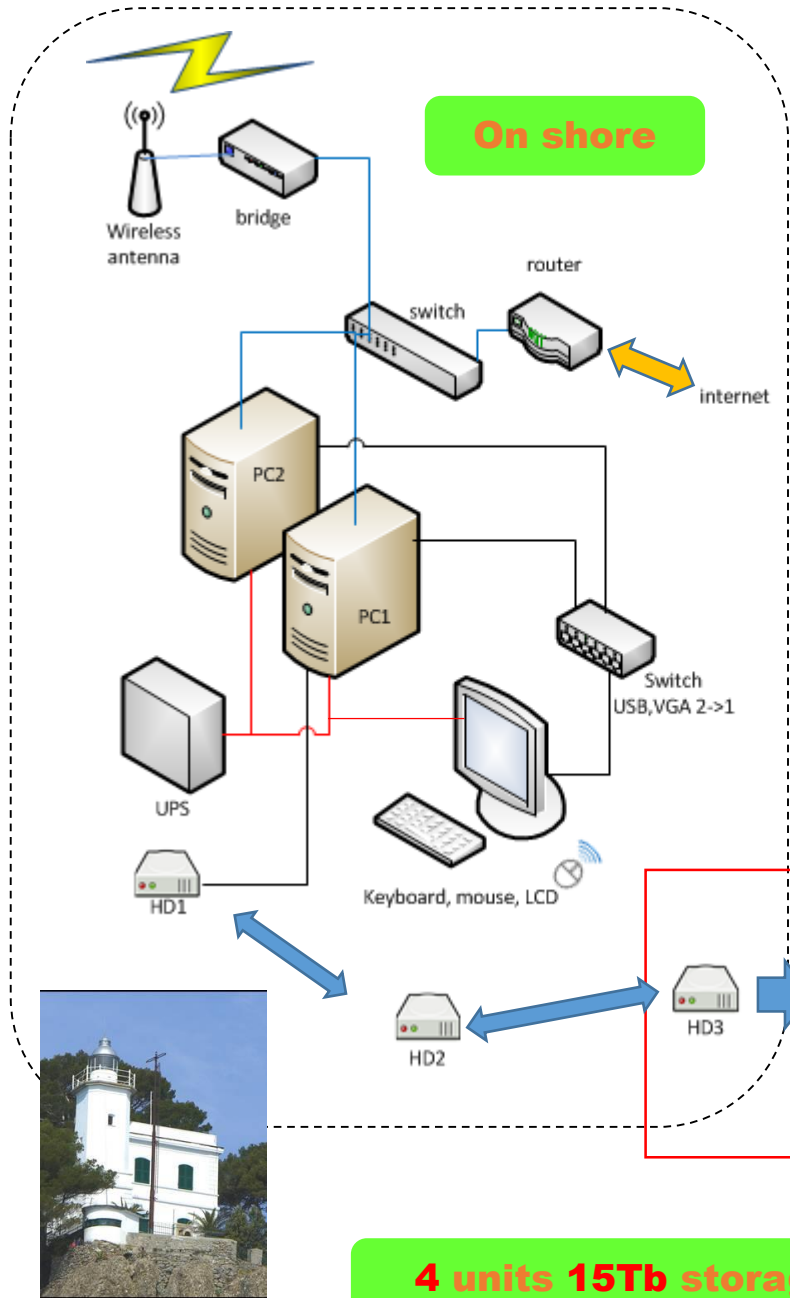 On shore
bridge
Wireless
antenna
router
switch
internet
PC2
PC1
Switch
USB,VGA 2->1
UPS
Keyboard, mouse, LCD
HD1
HD3
HD2
4 units 15Tb stora